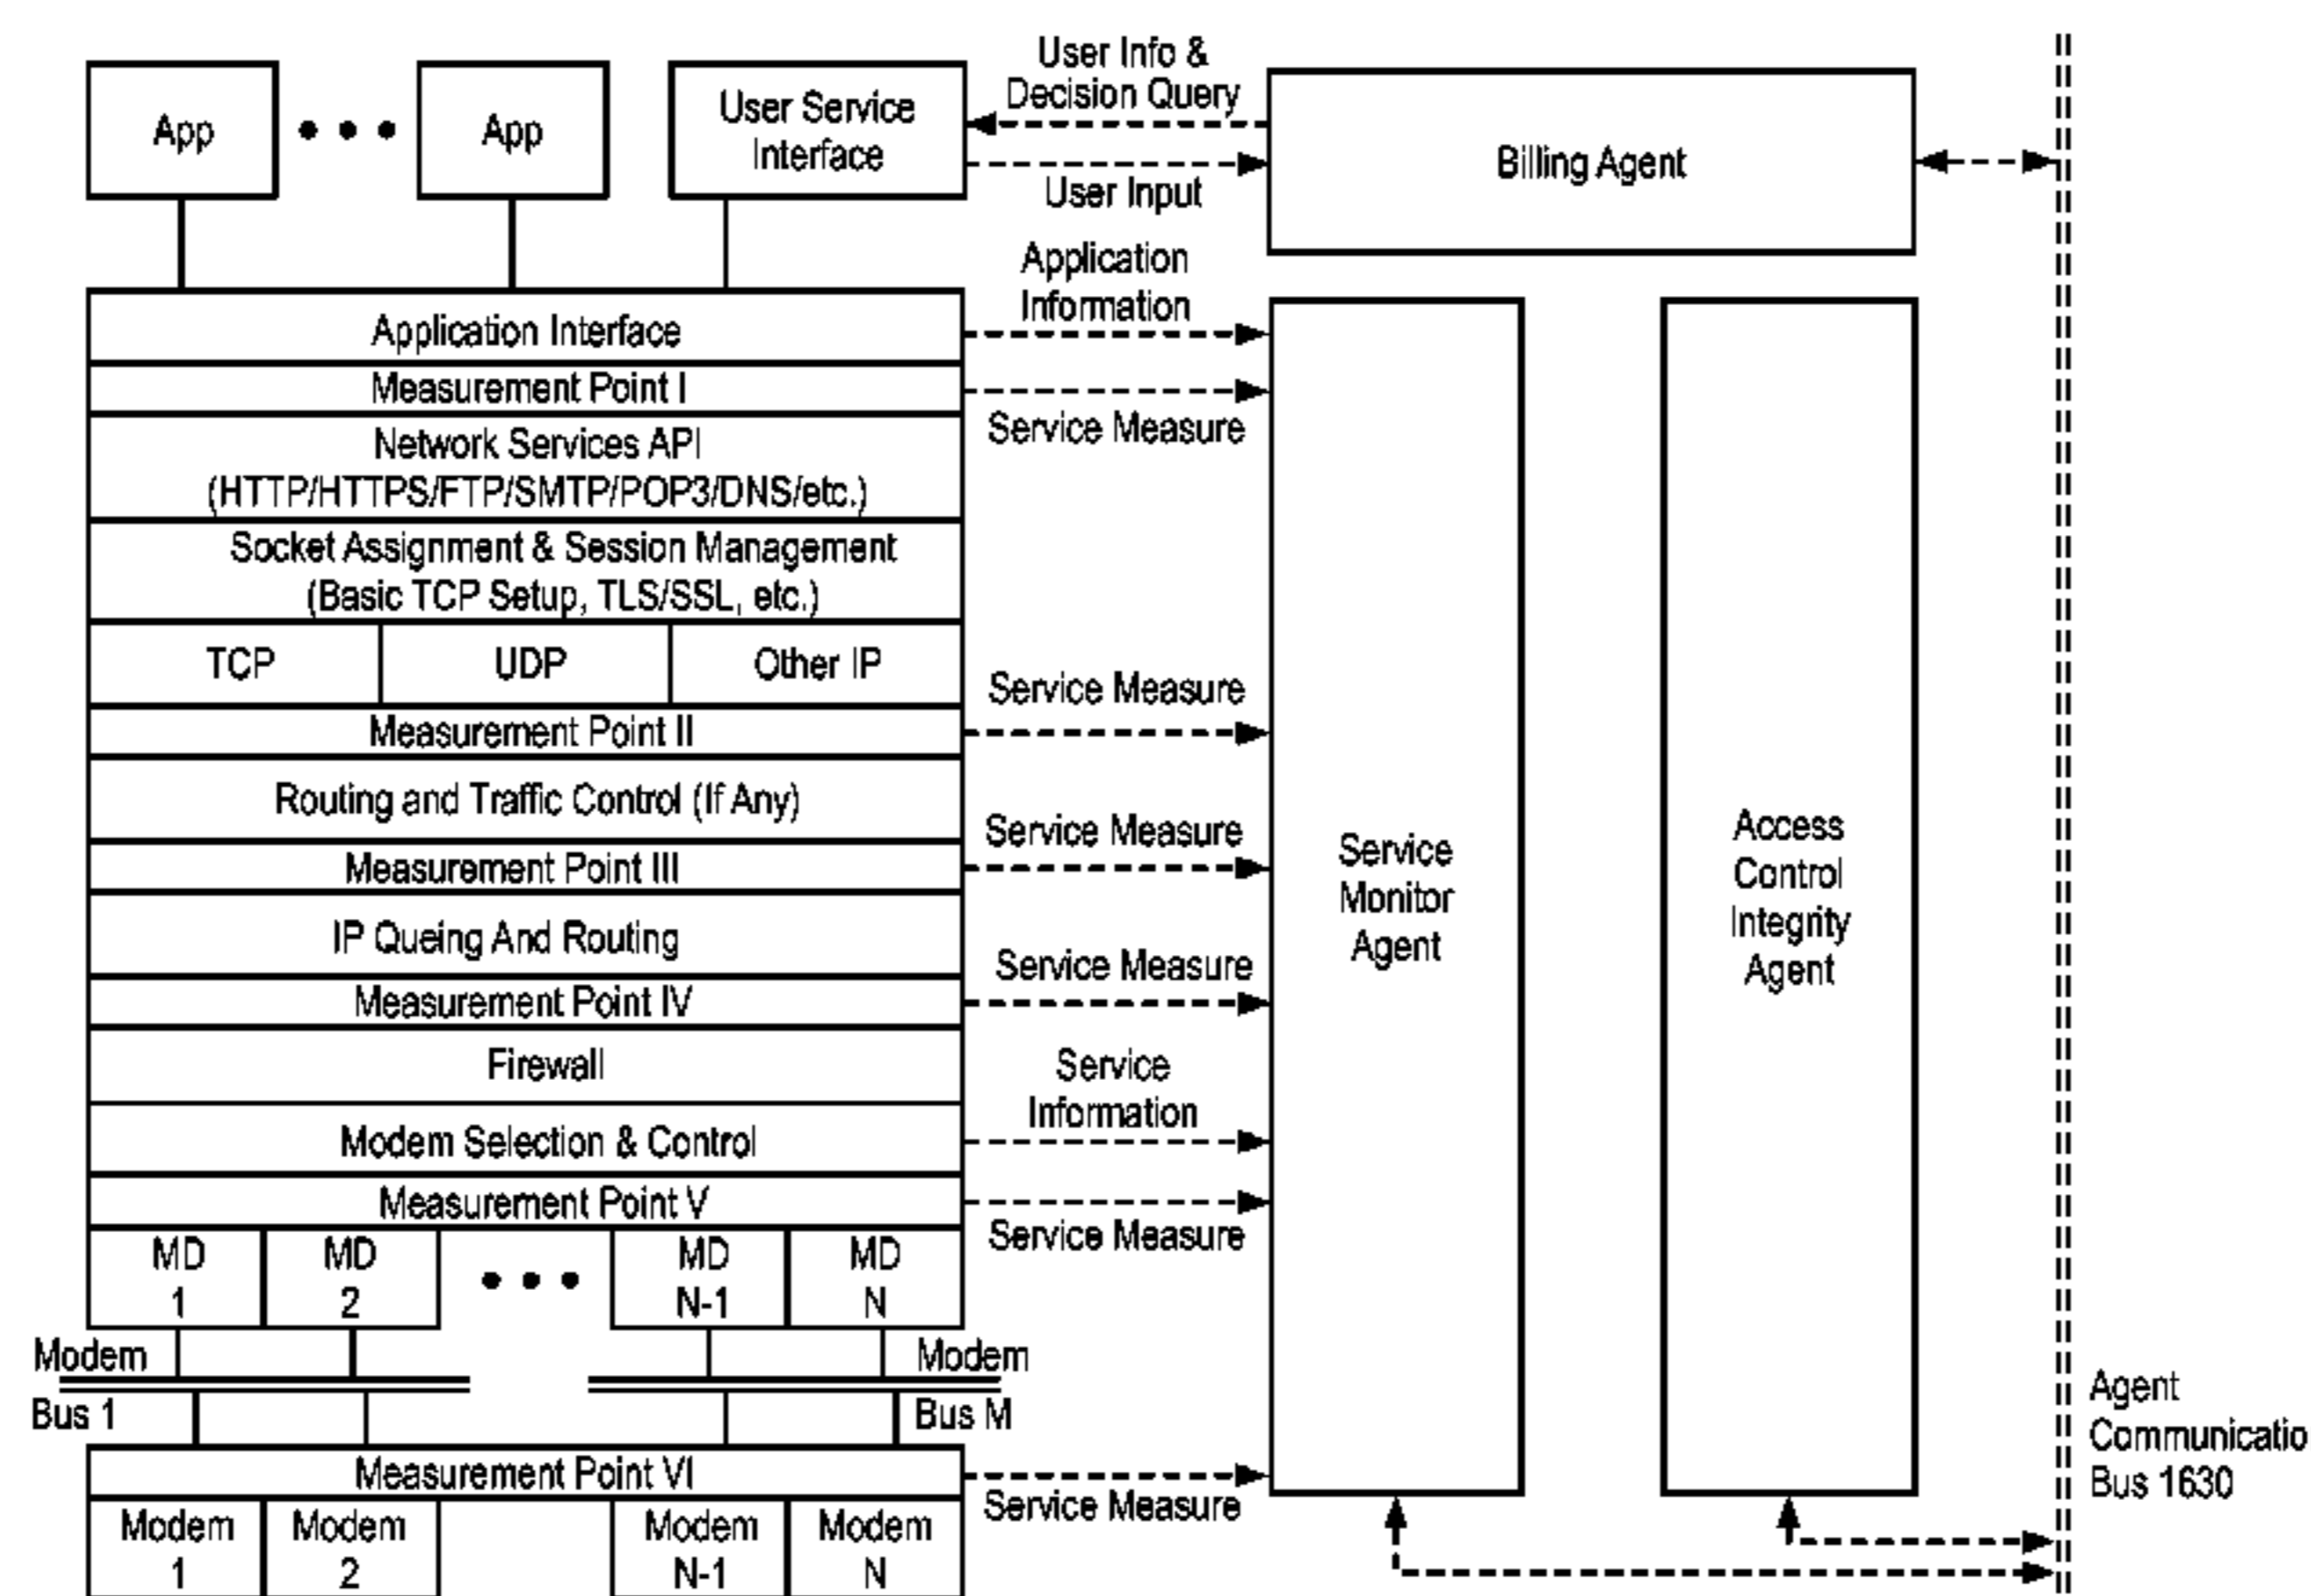 App
App
User Service
Interface
User Info &
Decision Query
User Input
Billing Agent
Application
Information
Application Interface
Measurement Point I
Service Measure
Network Services API
(HTTP/HTTPS/FTP/SMTP/POP3/DNS/etc.)
Socket Assignment & Session Management
(Basic TCP Setup, TLS/SSL, etc.)
TCP
UDP
Other IP
Service Measure
Measurement Point II
Routing and Traffic Control (If Any)
Service Measure
Measurement Point III
IP Queing And Routing
Service Measure
Measurement Point IV
Firewall
Service
Information
Modem Selection & Control
Measurement Point V
Service Measure
MD
1
MD
2
MD
N-1
MD
N
Modem
Bus 1
Modem
Bus M
Measurement Point VI
Service Measure
Modem
1
Modem
2
Modem
N-1
Modem
N
Service
Monitor
Agent
Access
Control
Integrity
Agent
Agent
Communicatio
Bus 1630